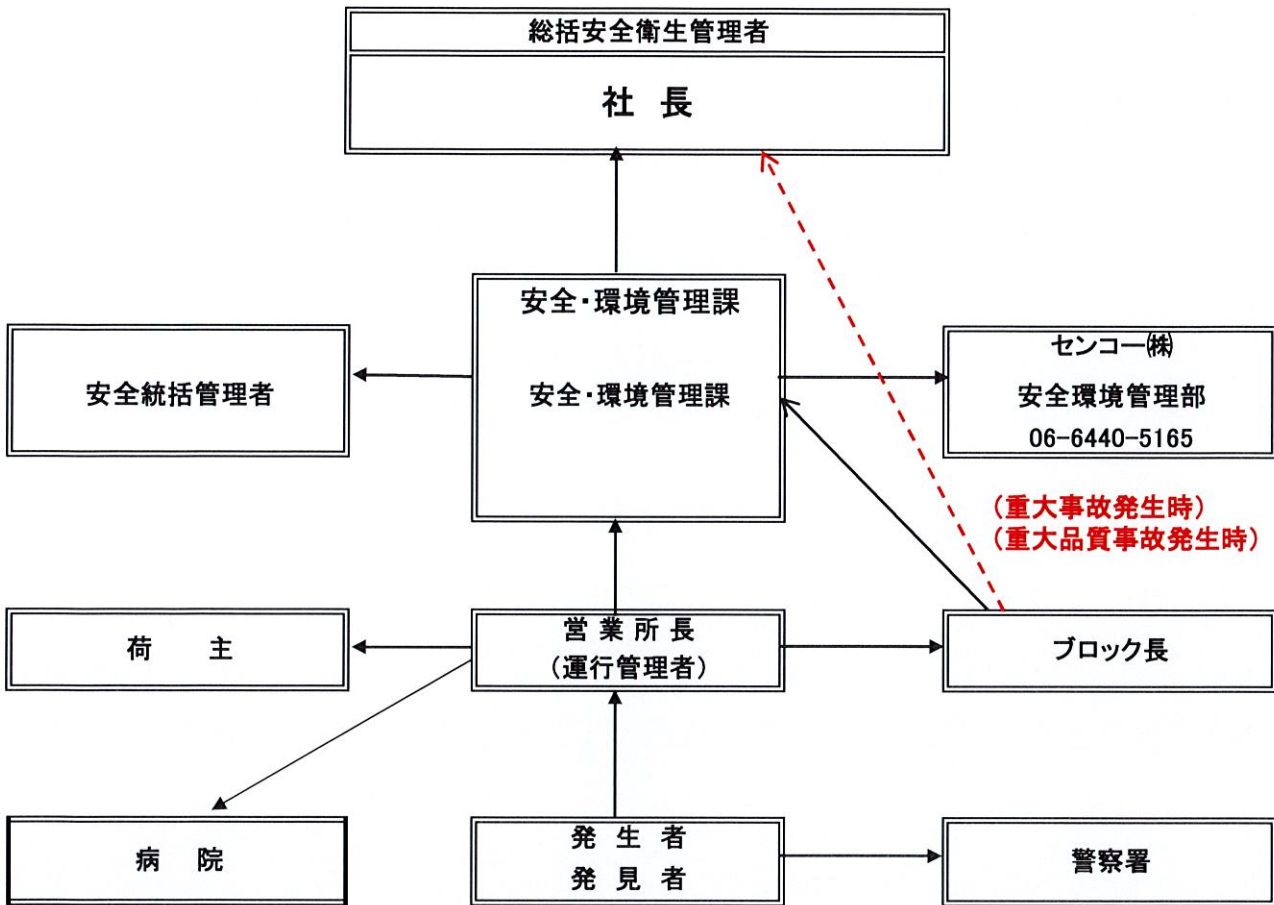 総括安全衛生管理者
社 長
安全・環境管理課
安全・環境管理課
安全統括管理者
センコー㈱
安全環境管理部
06-6440-5165
（重大事故発生時）
（重大品質事故発生時）
荷 主
営 業 所 長
（運行管理者）
ブロック長
病 院
発 生 者
発 見 者
警察署